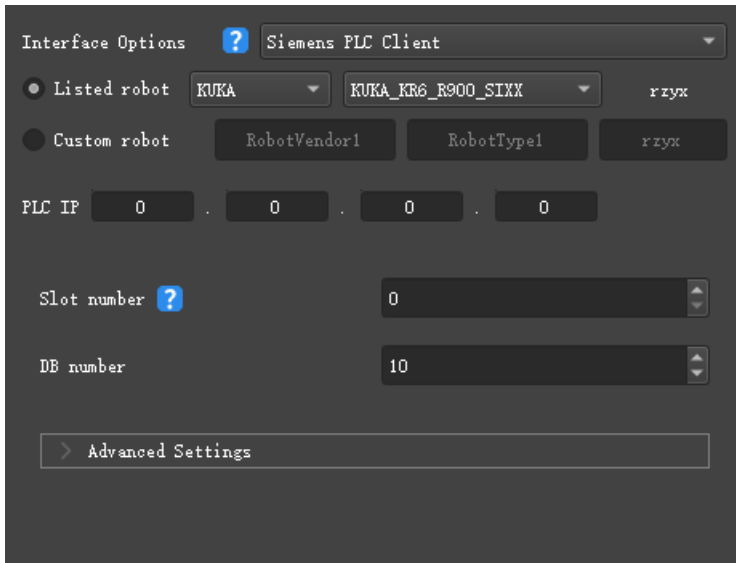 Interface Options ? Siemens PLC Client
Listed robot KUKA KUKA_KR6_R900_SIXX rzyx
Custom robot RobotVendor1 RobotType1 rzyx
PLC IP 0 . 0 . 0 . 0
Slot number ? 0
DB number 10
Advanced Settings